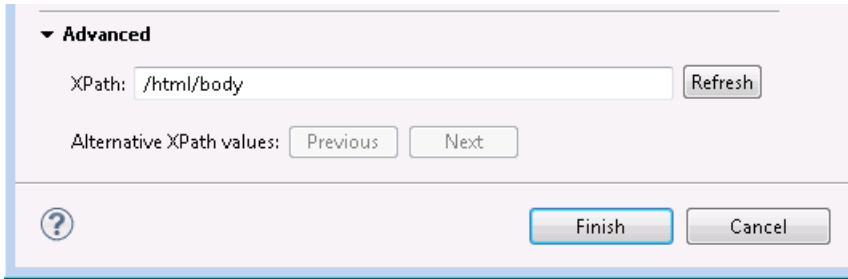 Advanced
XPath: /html/body Refresh
Alternative XPath values: Previous Next
? Finish Cancel